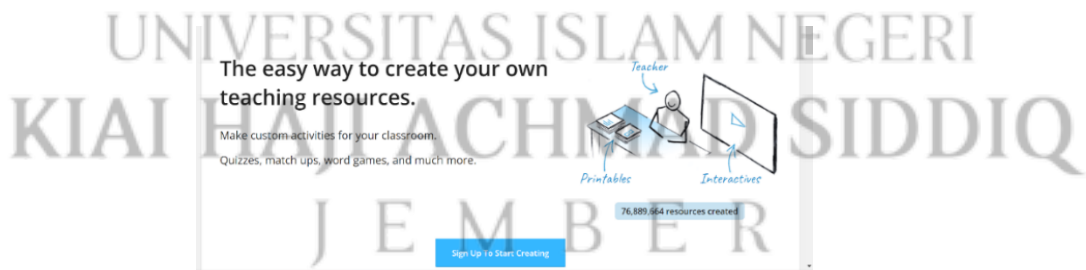 UNIVERSITAS ISLAM NEGERI
KIAI HAJI ACHMAD SIDDIQ
JEMBER
The easy way to create your own
teaching resources.
Make custom activities for your classroom.
Quizzes, match ups, word games, and much more.
Teacher
Printables
Interactives
76,889,664 resources created
Sign Up To Start Creating